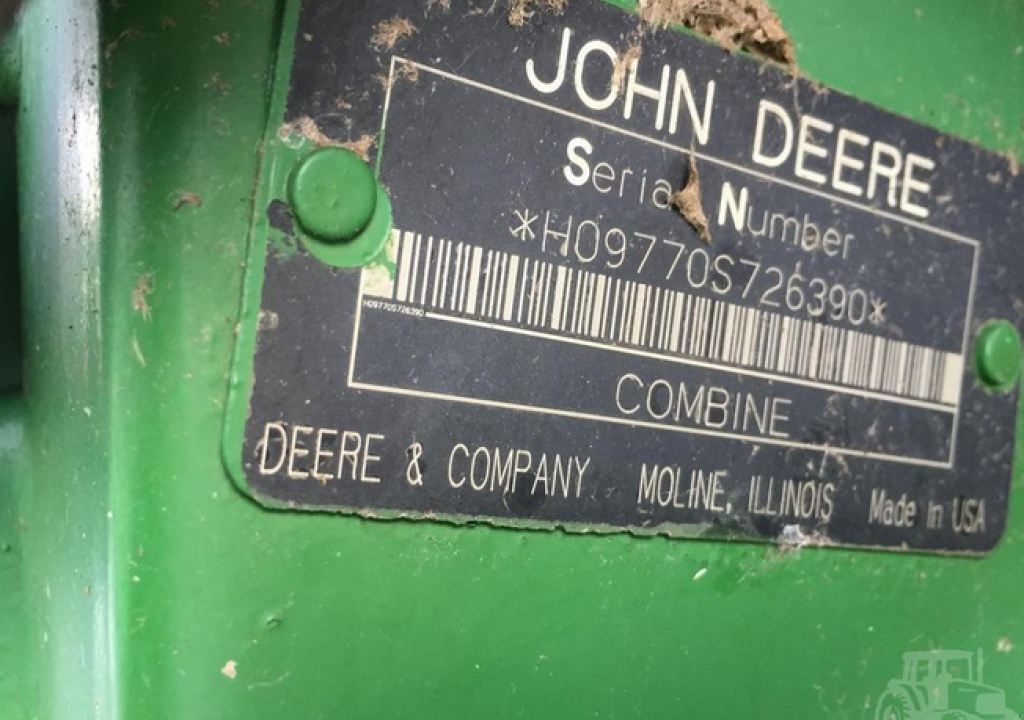 JOHN DEERE
Serial Number
*H09770S726390*
H09770S726390
COMBINE
DEERE & COMPANY MOLINE, ILLINOIS Made in USA